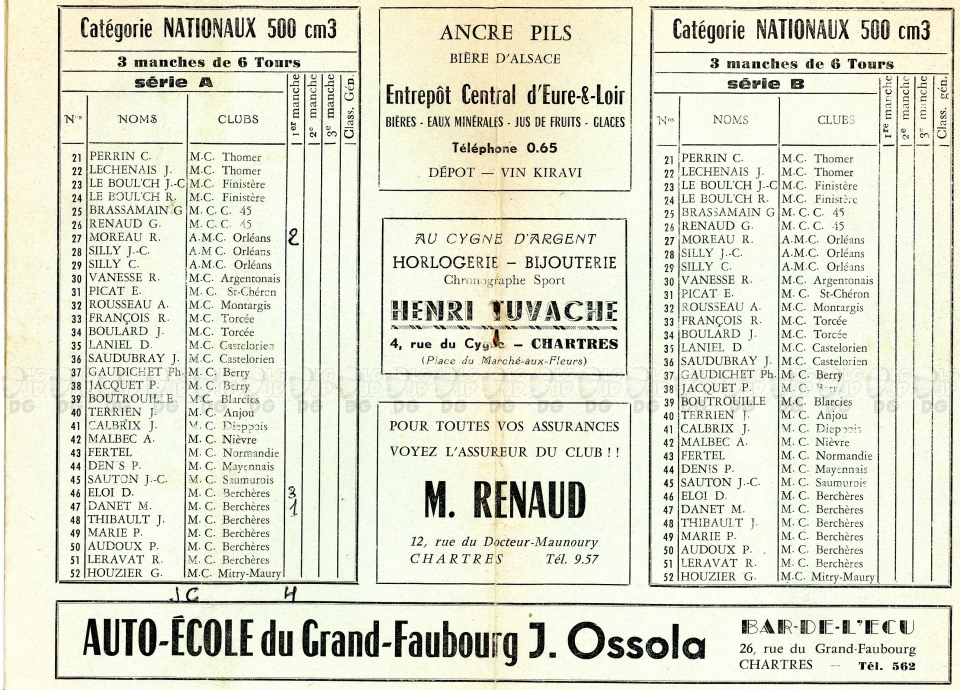 Catégorie NATIONAUX 500 cm3
3 manches de 6 Tours
série A
Nos NOMS CLUBS 1er manche 2e manche 3e manche Class. Gén.
21 PERRIN C. M.C. Thomer
22 LECHENAIS J. M.C. Thomer
23 LE BOUL'CH J.-C M.C. Finistère
24 LE BOUL'CH R. M.C. Finistère
25 BRASSAMAIN G M.C.C. 45
26 RENAUD G. M.C.C. 45
27 MOREAU R. A.M.C. Orléans 2
28 SILLY J.-C. A.M.C. Orléans
29 SILLY C. A.M.C. Orléans
30 VANESSE R. M.C. Argentonais
31 PICAT E. M.C. St-Chéron
32 ROUSSEAU A. M.C. Montargis
33 FRANÇOIS R. M.C. Torcée
34 BOULARD J. M.C. Torcée
35 LANIEL D. M.C. Castelorien
36 SAUDUBRAY J. M.C. Castelorien
37 GAUDICHET Ph. M.C. Berry
38 JACQUET P. M.C. Berry
39 BOUTROUILLE M.C. Blarcies
40 TERRIEN J. M.C. Anjou
41 CALBRIX J. M.C. Dieppois
42 MALBEC A. M.C. Nièvre
43 FERTEL M.C. Normandie
44 DENIS P. M.C. Mayennais
45 SAUTON J.-C. M.C. Saumurois
46 ELOI D. M.C. Berchères 3
47 DANET M. M.C. Berchères 1
48 THIBAULT J. M.C. Berchères
49 MARIE P. M.C. Berchères
50 AUDOUX P. M.C. Berchères
51 LERAVAT R. M.C. Berchères
52 HOUZIER G. M.C. Mitry-Maury
JC 4
ANCRE PILS
BIÈRE D'ALSACE
Entrepôt Central d'Eure-&-Loir
BIÈRES - EAUX MINÉRALES - JUS DE FRUITS - GLACES
Téléphone 0.65
DÉPOT — VIN KIRAVI
AU CYGNE D'ARGENT
HORLOGERIE – BIJOUTERIE
Chronographe Sport
HENRI TUVACHE
4, rue du Cygne – CHARTRES
(Place du Marché-aux-Fleurs)
POUR TOUTES VOS ASSURANCES
VOYEZ L'ASSUREUR DU CLUB !!
M. RENAUD
12, rue du Docteur-Maunoury
CHARTRES Tél. 9.57
Catégorie NATIONAUX 500 cm3
3 manches de 6 Tours
série B
Nos NOMS CLUBS 1re manche 2e manche 3e manche Class. gén.
21 PERRIN C. M.C. Thomer
22 LECHENAIS J. M.C. Thomer
23 LE BOUL'CH J.-C M.C. Finistère
24 LE BOUL'CH R. M.C. Finistère
25 BRASSAMAIN G M.C.C. 45
26 RENAUD G. M.C.C. 45
27 MOREAU R. A.M.C. Orléans
28 SILLY J.-C. A.M.C. Orléans
29 SILLY C. A.M.C. Orléans
30 VANESSE R. M.C. Argentonais
31 PICAT E. M.C. St-Chéron
32 ROUSSEAU A. M.C. Montargis
33 FRANÇOIS R. M.C. Torcée
34 BOULARD J. M.C. Torcée
35 LANIEL D. M.C. Castelorien
36 SAUDUBRAY J. M.C. Castelorien
37 GAUDICHET Ph. M.C. Berry
38 JACQUET P. M.C. Berry
39 BOUTROUILLE M.C. Blarcies
40 TERRIEN J. M.C. Anjou
41 CALBRIX J. M.C. Dieppois
42 MALBEC A. M.C. Nièvre
43 FERTEL M.C. Normandie
44 DENIS P. M.C. Mayennais
45 SAUTON J.-C. M.C. Saumurois
46 ELOI D. M.C. Berchères
47 DANET M. M.C. Berchères
48 THIBAULT J. M.C. Berchères
49 MARIE P. M.C. Berchères
50 AUDOUX P. M.C. Berchères
51 LERAVAT R. M.C. Berchères
52 HOUZIER G. M.C. Mitry-Maury
AUTO-ÉCOLE du Grand-Faubourg J. Ossola
BAR-DE-L'ECU
26, rue du Grand-Faubourg
CHARTRES — Tél. 562